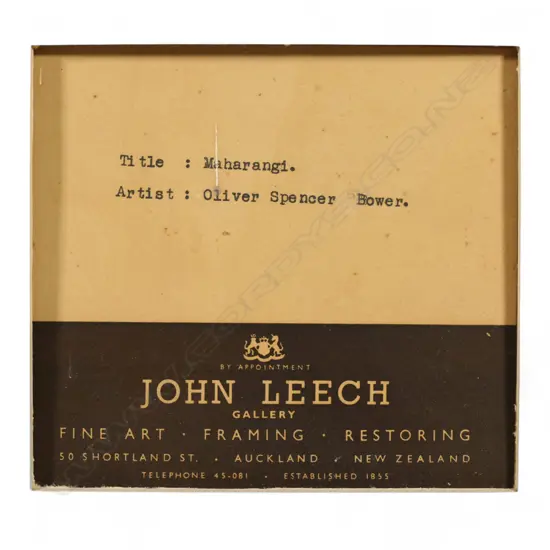 Title : Maharangi.
Artist : Oliver Spencer Bower.
BY APPOINTMENT
JOHN LEECH
GALLERY
FINE ART · FRAMING · RESTORING
50 SHORTLAND ST. · AUCKLAND · NEW ZEALAND
TELEPHONE 45-081 · ESTABLISHED 1855